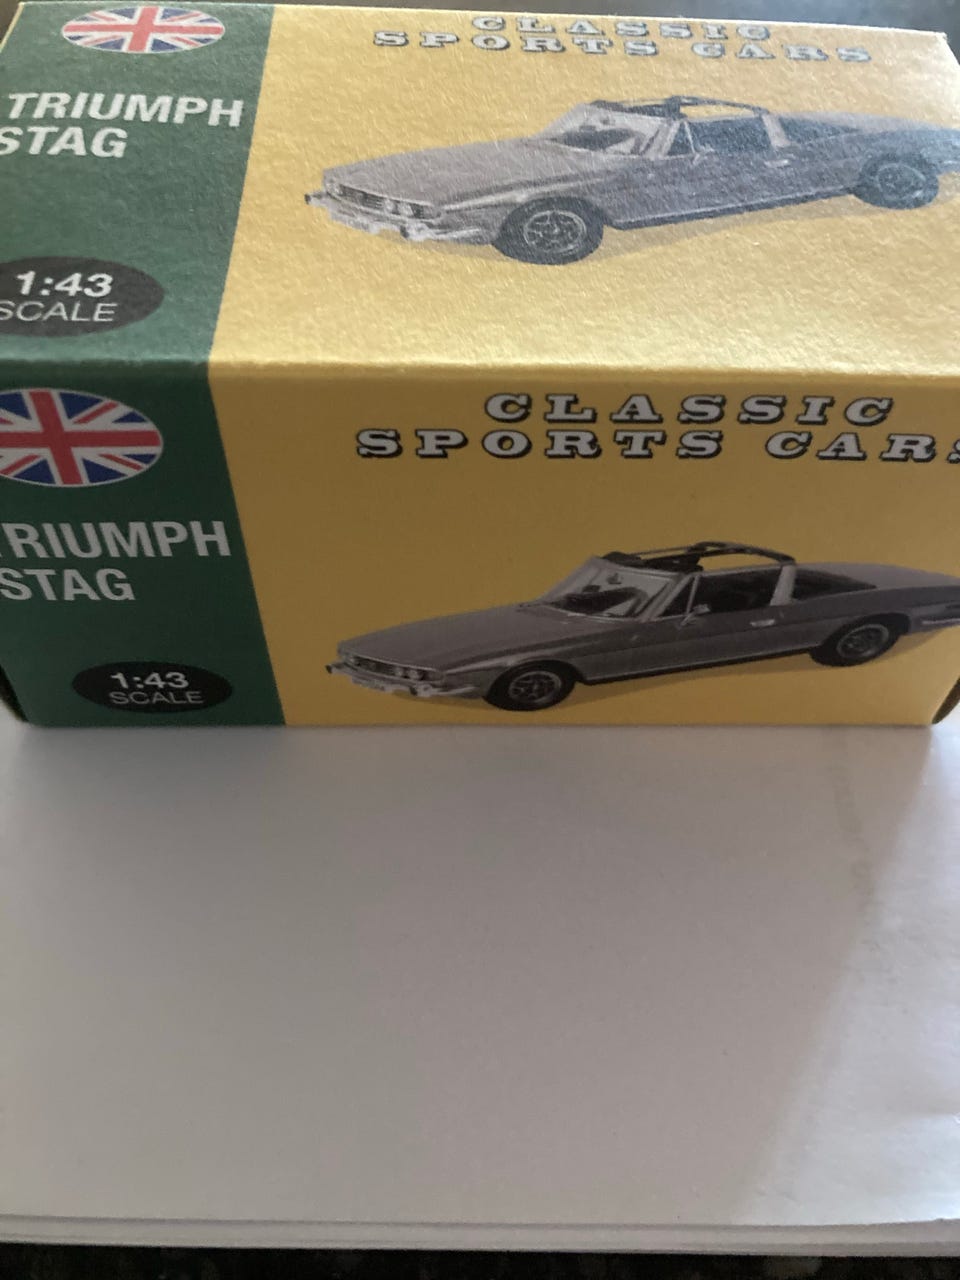 CLASSIC
SPORTS CARS
TRIUMPH
STAG
1:43
SCALE
CLASSIC
SPORTS CARS
TRIUMPH
STAG
1:43
SCALE